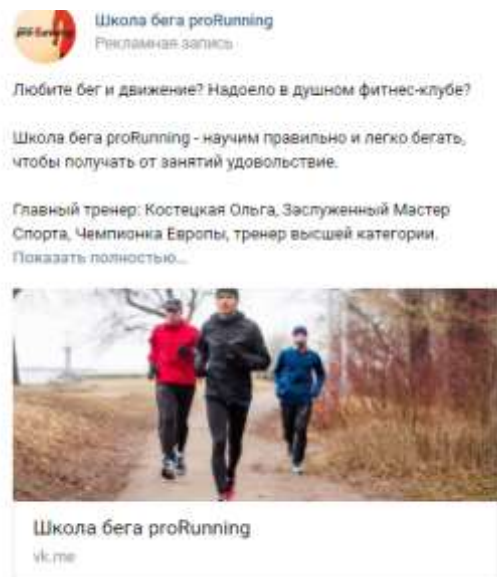 Школа бега proRunning
Рекламная запись
Любите бег и движение? Надоело в душном фитнес-клубе?
Школа бега proRunning - научим правильно и легко бегать,
чтобы получать от занятий удовольствие.
Главный тренер: Костецкая Ольга, Заслуженный Мастер
Спорта, Чемпионка Европы, тренер высшей категории.
Показать полностью...
Школа бега proRunning
vk.me